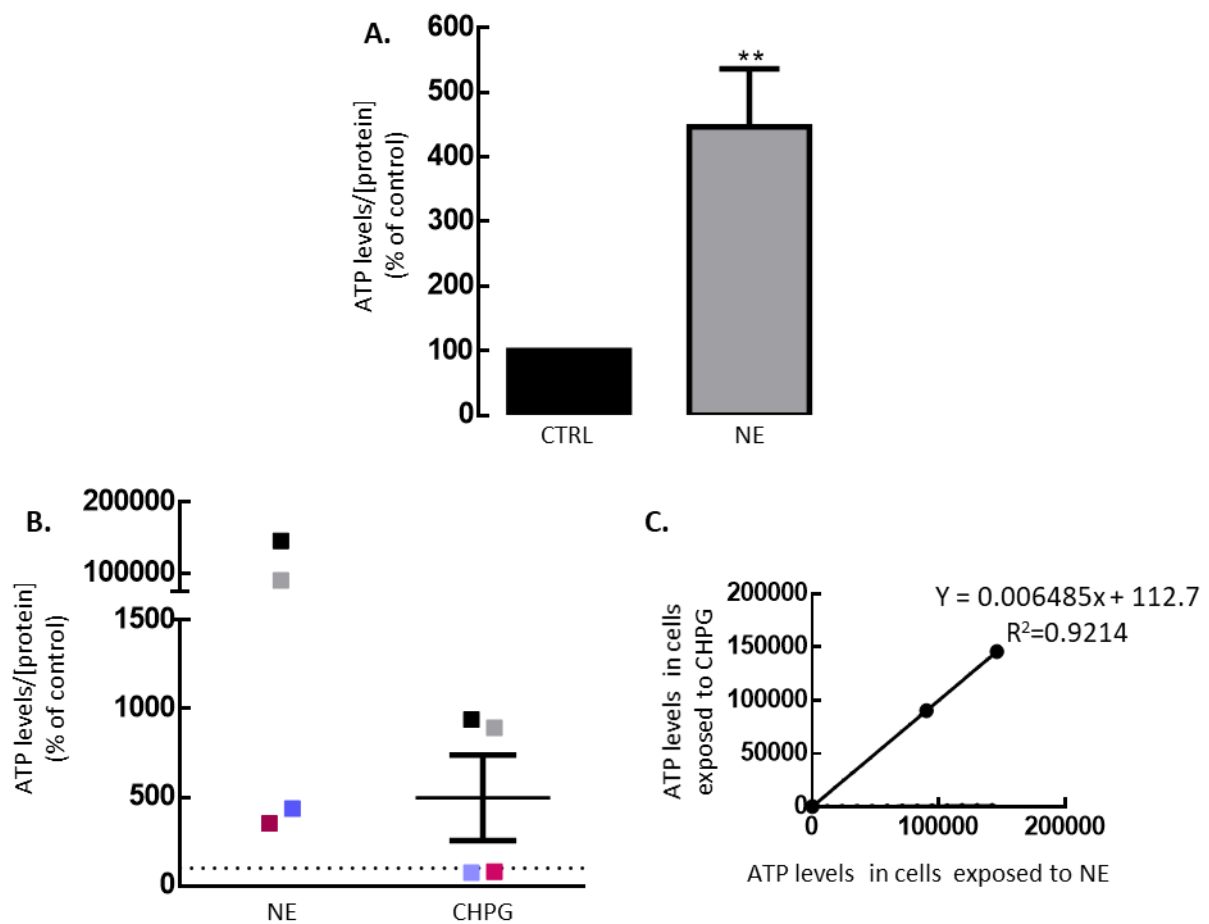 A.
ATP levels/[protein]
(% of control)
600
500
400
300
200
100
0
**
CTRL
NE
B.
ATP levels/[protein]
(% of control)
200000
100000
1500
1000
500
0
NE
CHPG
C.
ATP levels in cells
exposed to CHPG
200000
150000
100000
50000
0
Y = 0.006485x + 112.7
R²=0.9214
0
100000
200000
ATP levels in cells exposed to NE